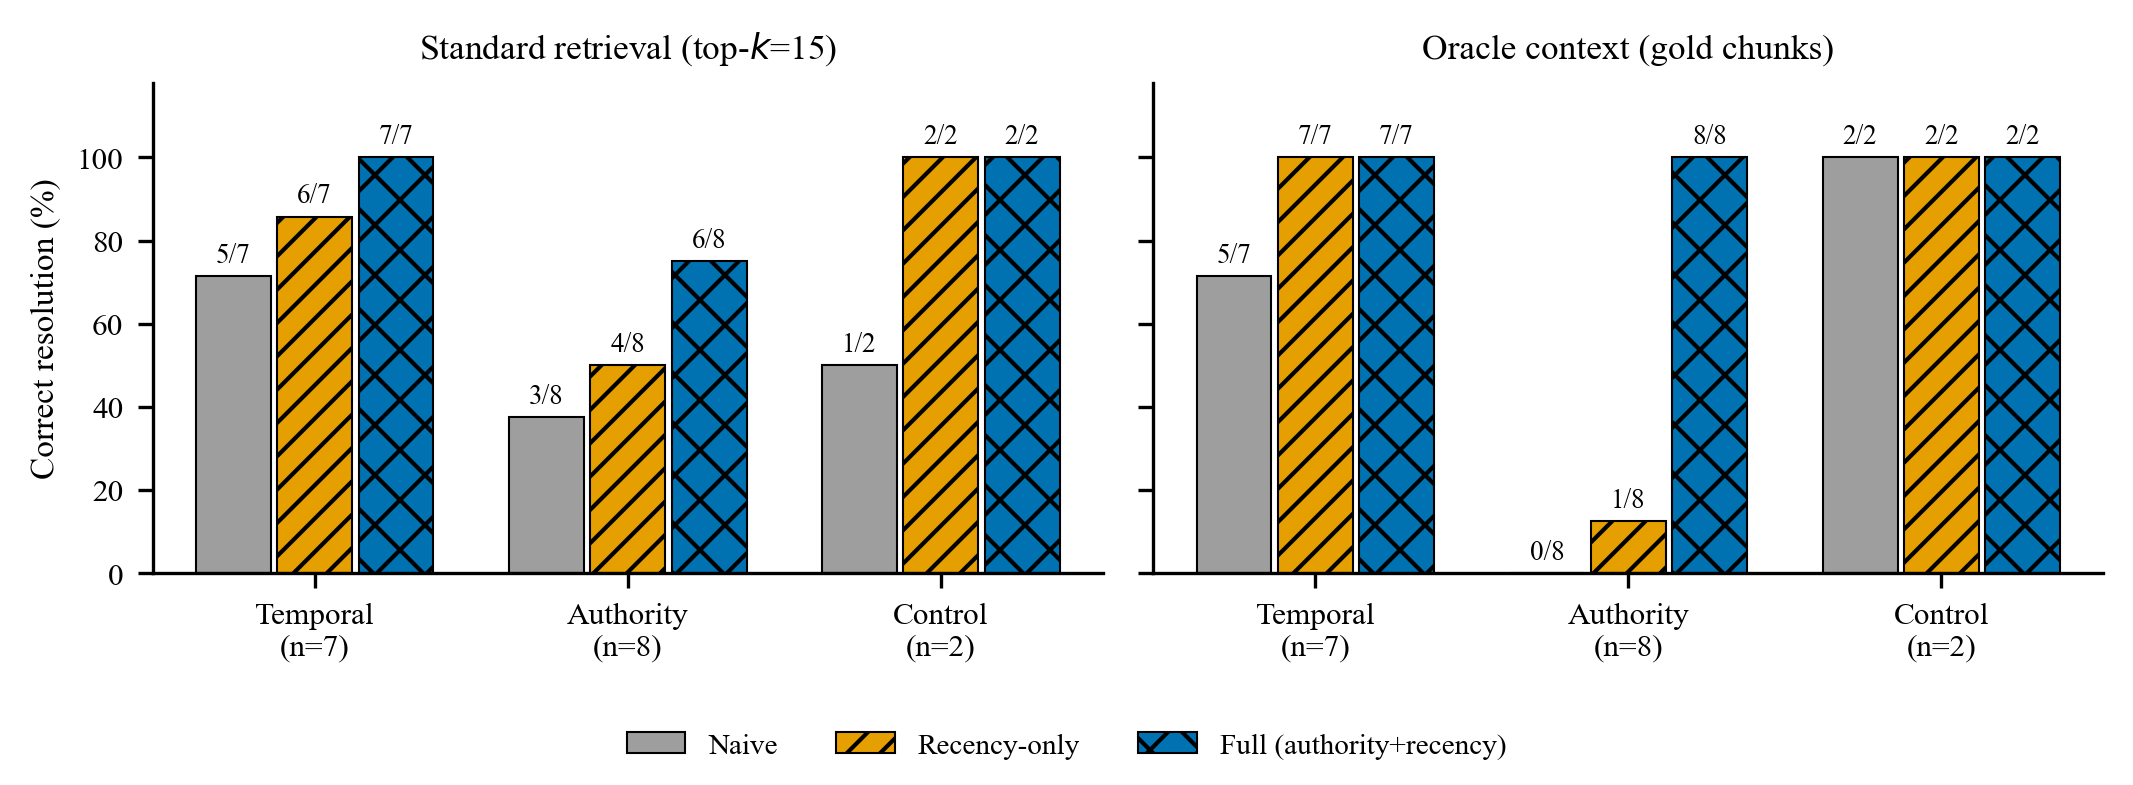 Standard retrieval (top-k=15)
Correct resolution (%)
100
80
60
40
20
0
5/7
6/7
7/7
3/8
4/8
6/8
1/2
2/2
2/2
Temporal
(n=7)
Authority
(n=8)
Control
(n=2)
Oracle context (gold chunks)
5/7
7/7
7/7
0/8
1/8
8/8
2/2
2/2
2/2
Temporal
(n=7)
Authority
(n=8)
Control
(n=2)
Naive
Recency-only
Full (authority+recency)